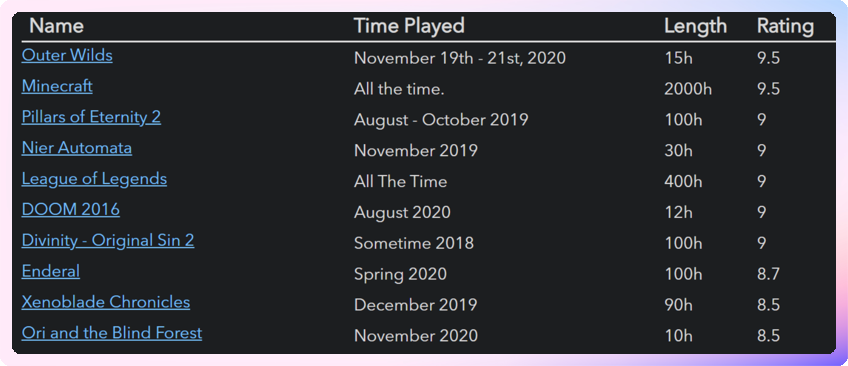 Name Time Played Length Rating
Outer Wilds November 19th - 21st, 2020 15h 9.5
Minecraft All the time. 2000h 9.5
Pillars of Eternity 2 August - October 2019 100h 9
Nier Automata November 2019 30h 9
League of Legends All The Time 400h 9
DOOM 2016 August 2020 12h 9
Divinity - Original Sin 2 Sometime 2018 100h 9
Enderal Spring 2020 100h 8.7
Xenoblade Chronicles December 2019 90h 8.5
Ori and the Blind Forest November 2020 10h 8.5